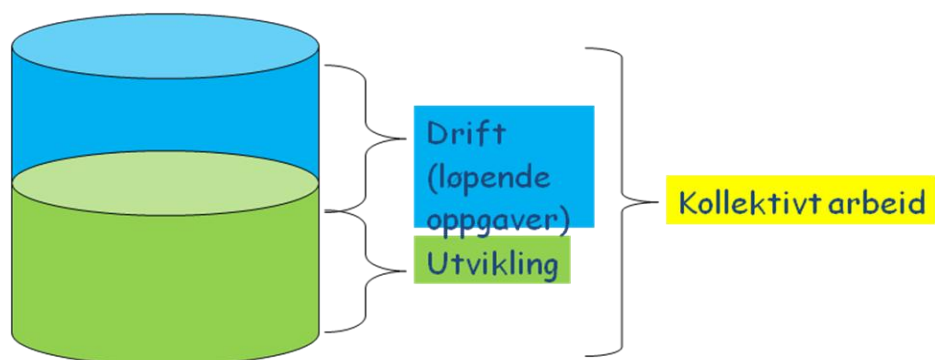 Drift
(løpende
oppgaver)
Utvikling
Kollektivt arbeid